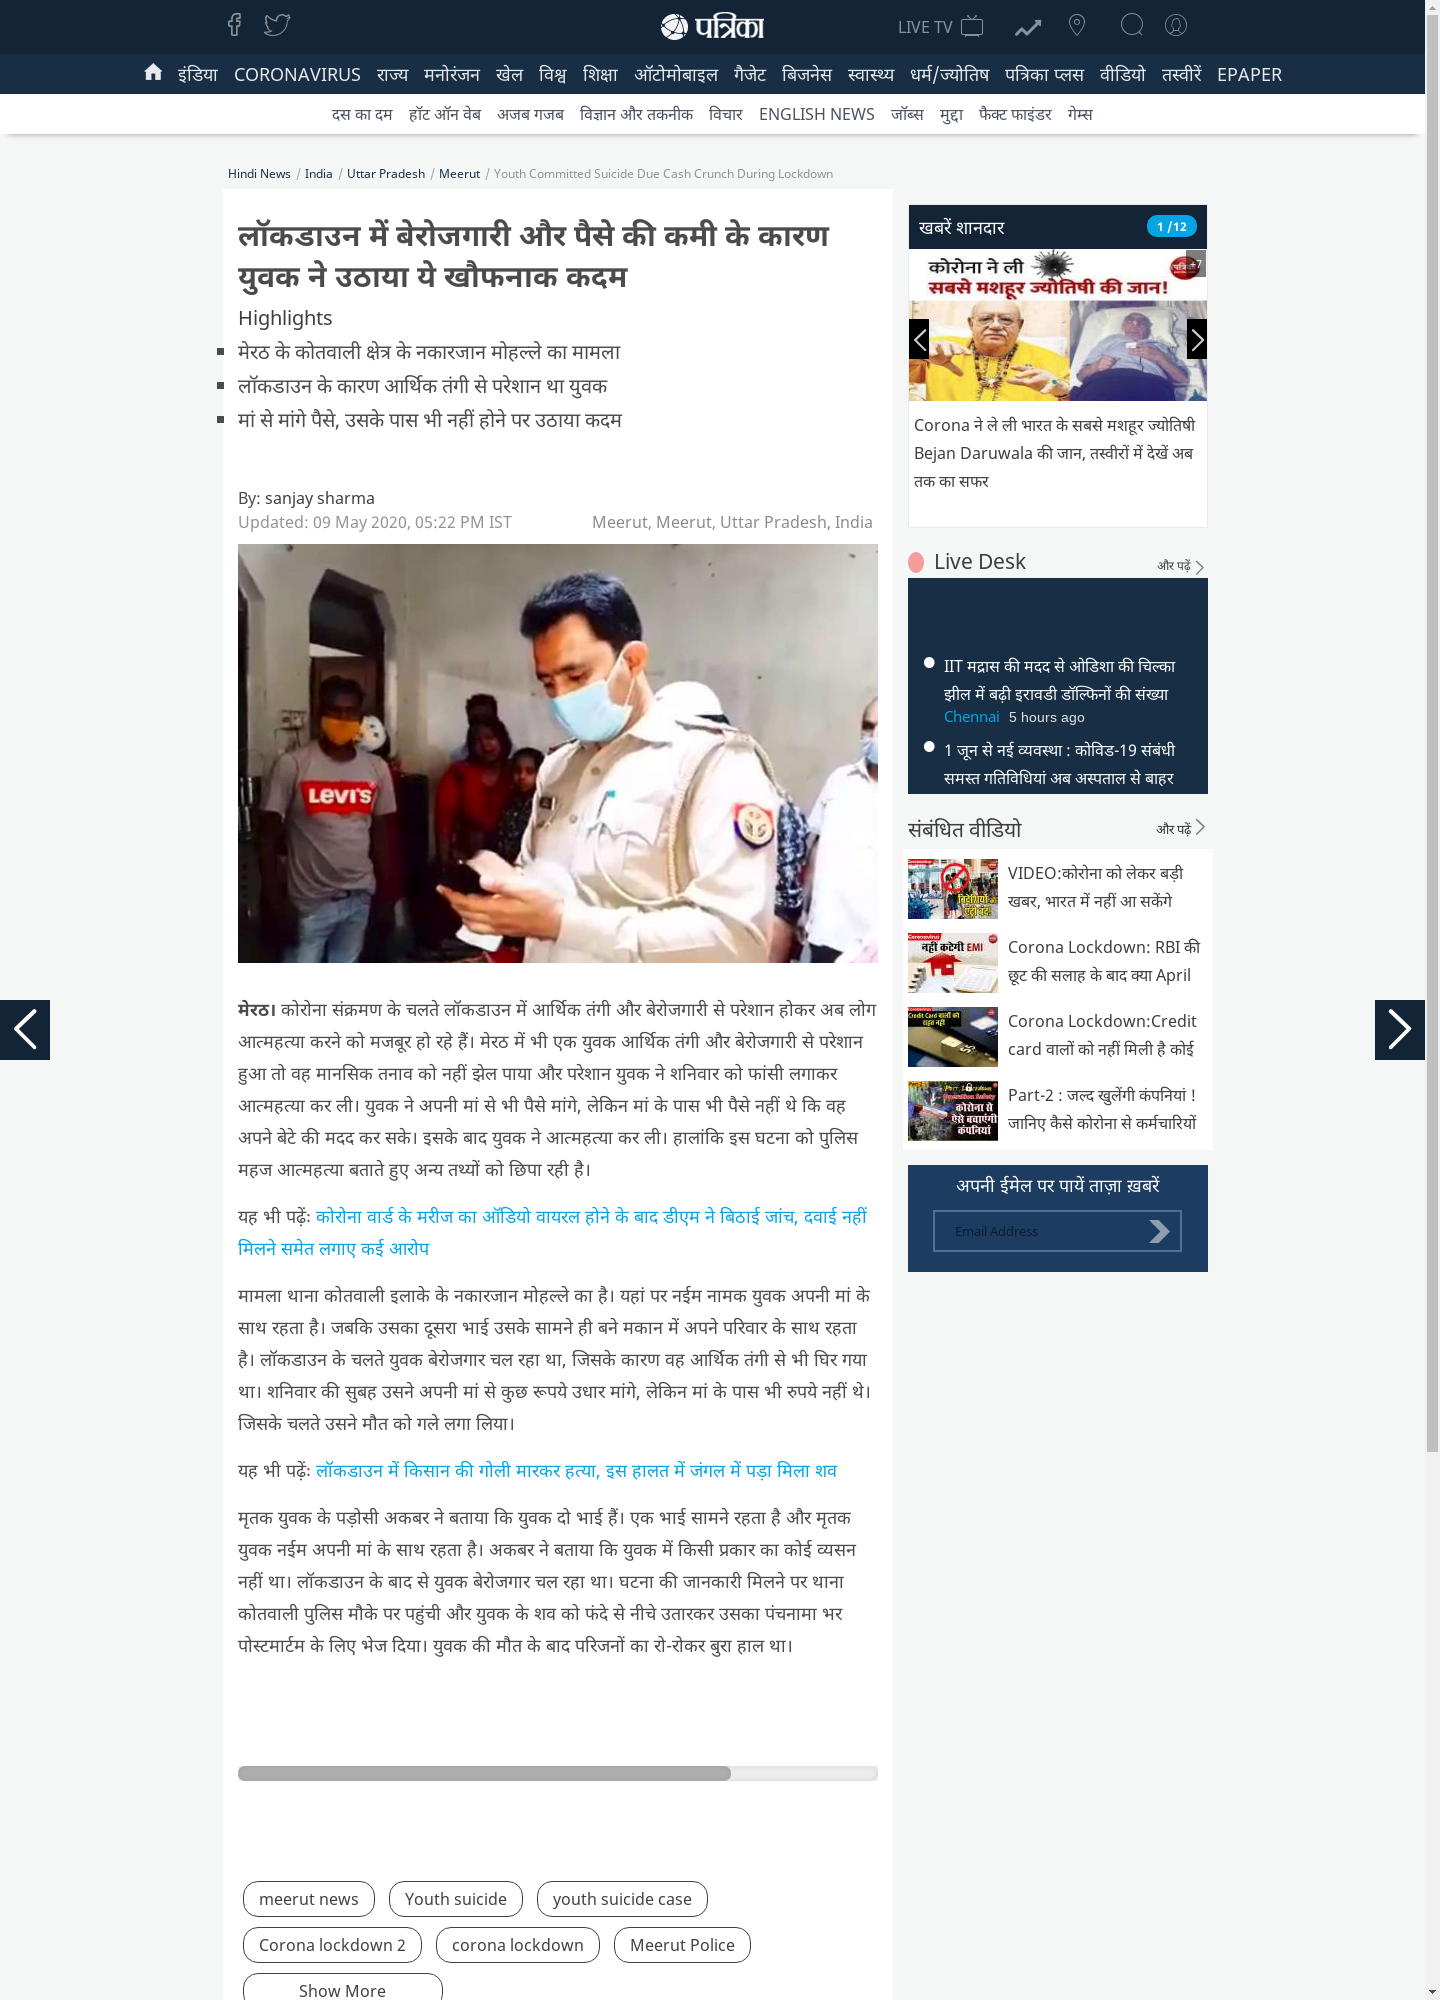 पत्रिका
LIVE TV
इंडिया CORONAVIRUS राज्य मनोरंजन खेल विश्व शिक्षा ऑटोमोबाइल गैजेट बिजनेस स्वास्थ्य धर्म/ज्योतिष पत्रिका प्लस वीडियो तस्वीरें EPAPER
दस का दम हॉट ऑन वेब अजब गजब विज्ञान और तकनीक विचार ENGLISH NEWS जॉब्स मुद्दा फैक्ट फाइंडर गेम्स
Hindi News / India / Uttar Pradesh / Meerut / Youth Committed Suicide Due Cash Crunch During Lockdown
लॉकडाउन में बेरोजगारी और पैसे की कमी के कारण
युवक ने उठाया ये खौफनाक कदम
Highlights
मेरठ के कोतवाली क्षेत्र के नकारजान मोहल्ले का मामला
लॉकडाउन के कारण आर्थिक तंगी से परेशान था युवक
मां से मांगे पैसे, उसके पास भी नहीं होने पर उठाया कदम
By: sanjay sharma
Updated: 09 May 2020, 05:22 PM IST
Meerut, Meerut, Uttar Pradesh, India
LEVI'S
मेरठ। कोरोना संक्रमण के चलते लॉकडाउन में आर्थिक तंगी और बेरोजगारी से परेशान होकर अब लोग
आत्महत्या करने को मजबूर हो रहे हैं। मेरठ में भी एक युवक आर्थिक तंगी और बेरोजगारी से परेशान
हुआ तो वह मानसिक तनाव को नहीं झेल पाया और परेशान युवक ने शनिवार को फांसी लगाकर
आत्महत्या कर ली। युवक ने अपनी मां से भी पैसे मांगे, लेकिन मां के पास भी पैसे नहीं थे कि वह
अपने बेटे की मदद कर सके। इसके बाद युवक ने आत्महत्या कर ली। हालांकि इस घटना को पुलिस
महज आत्महत्या बताते हुए अन्य तथ्यों को छिपा रही है।
यह भी पढ़ें: कोरोना वार्ड के मरीज का ऑडियो वायरल होने के बाद डीएम ने बिठाई जांच, दवाई नहीं
मिलने समेत लगाए कई आरोप
मामला थाना कोतवाली इलाके के नकारजान मोहल्ले का है। यहां पर नईम नामक युवक अपनी मां के
साथ रहता है। जबकि उसका दूसरा भाई उसके सामने ही बने मकान में अपने परिवार के साथ रहता
है। लॉकडाउन के चलते युवक बेरोजगार चल रहा था, जिसके कारण वह आर्थिक तंगी से भी घिर गया
था। शनिवार की सुबह उसने अपनी मां से कुछ रूपये उधार मांगे, लेकिन मां के पास भी रुपये नहीं थे।
जिसके चलते उसने मौत को गले लगा लिया।
यह भी पढ़ें: लॉकडाउन में किसान की गोली मारकर हत्या, इस हालत में जंगल में पड़ा मिला शव
मृतक युवक के पड़ोसी अकबर ने बताया कि युवक दो भाई हैं। एक भाई सामने रहता है और मृतक
युवक नईम अपनी मां के साथ रहता है। अकबर ने बताया कि युवक में किसी प्रकार का कोई व्यसन
नहीं था। लॉकडाउन के बाद से युवक बेरोजगार चल रहा था। घटना की जानकारी मिलने पर थाना
कोतवाली पुलिस मौके पर पहुंची और युवक के शव को फंदे से नीचे उतारकर उसका पंचनामा भर
पोस्टमार्टम के लिए भेज दिया। युवक की मौत के बाद परिजनों का रो-रोकर बुरा हाल था।
meerut news Youth suicide youth suicide case
Corona lockdown 2 corona lockdown Meerut Police
Show More
खबरें शानदार
1 /12
+7
कोरोना ने ली
सबसे मशहूर ज्योतिषी की जान!
Corona ने ले ली भारत के सबसे मशहूर ज्योतिषी
Bejan Daruwala की जान, तस्वीरों में देखें अब
तक का सफर
Live Desk
और पढ़ें
IIT मद्रास की मदद से ओडिशा की चिल्का
झील में बढ़ी इरावडी डॉल्फिनों की संख्या
Chennai 5 hours ago
1 जून से नई व्यवस्था : कोविड-19 संबंधी
समस्त गतिविधियां अब अस्पताल से बाहर
संबंधित वीडियो
और पढ़ें
VIDEO:कोरोना को लेकर बड़ी
खबर, भारत में नहीं आ सकेंगे
नहीं कटेगी EMI
Corona Lockdown: RBI की
छूट की सलाह के बाद क्या April
Credit Card वालों को
राहत नहीं
Corona Lockdown:Credit
card वालों को नहीं मिली है कोई
कोरोना से
ऐसे बचाएंगी
कंपनियां
Part-2 : जल्द खुलेंगी कंपनियां !
जानिए कैसे कोरोना से कर्मचारियों
अपनी ईमेल पर पायें ताज़ा ख़बरें
Email Address